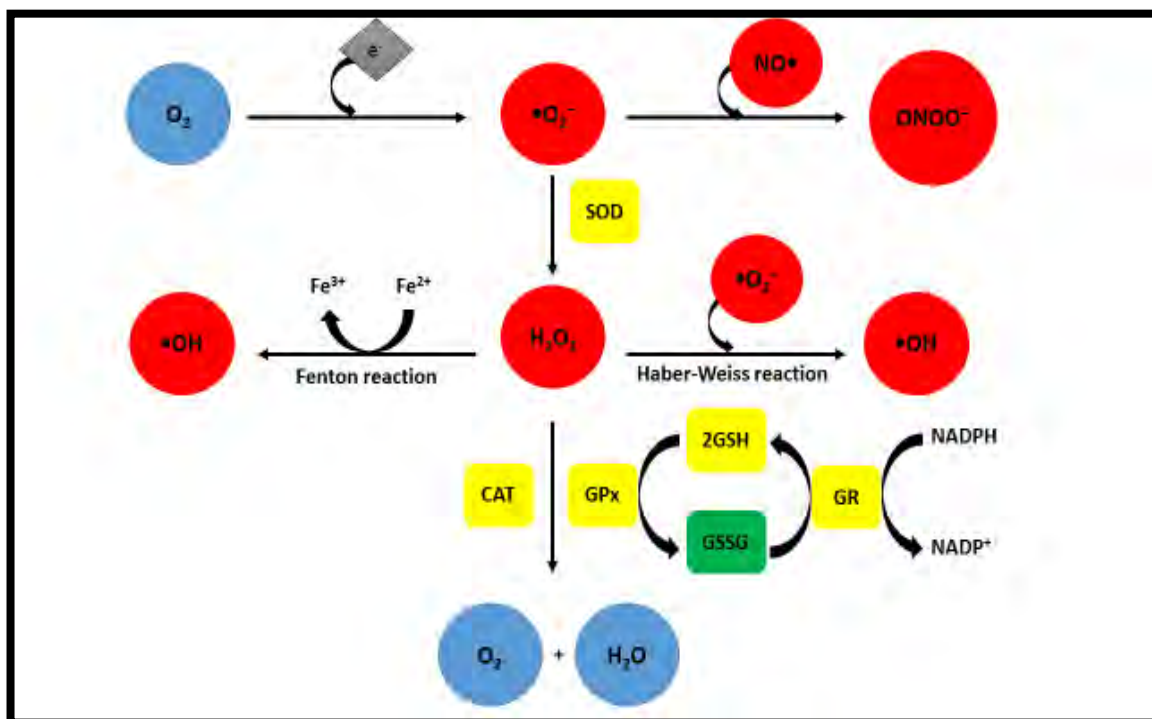 e⁻
NO•
O₂
•O₂⁻
ONOO⁻
SOD
•O₂⁻
Fe³⁺
Fe²⁺
•OH
H₂O₂
•OH
Fenton reaction
Haber-Weiss reaction
2GSH
NADPH
CAT
GPx
GR
GSSG
NADP⁺
O₂
+
H₂O